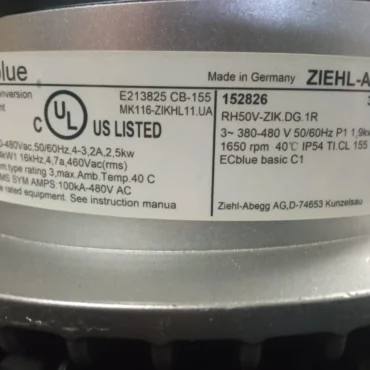 blue
Made in Germany ZIEHL-A
onversion
E213825 CB-155
MK116-ZIKHL11.UA
C UL US LISTED
0-480Vac,50/60Hz,4-3,2A,2,5kw
kW1 16kHz,4,7a,460Vac(rms)
m type rating 3,max.Amb.Temp.40 C
MS SYM AMPS:100kA-480V AC
e rated equipment. See instruction manua
152826 3
RH50V-ZIK.DG.1R
3~ 380-480 V 50/60Hz P1 1,9k
1650 rpm 40℃ IP54 TI.CL 155
ECblue basic C1
Ziehl-Abegg AG,D-74653 Kunzelsau